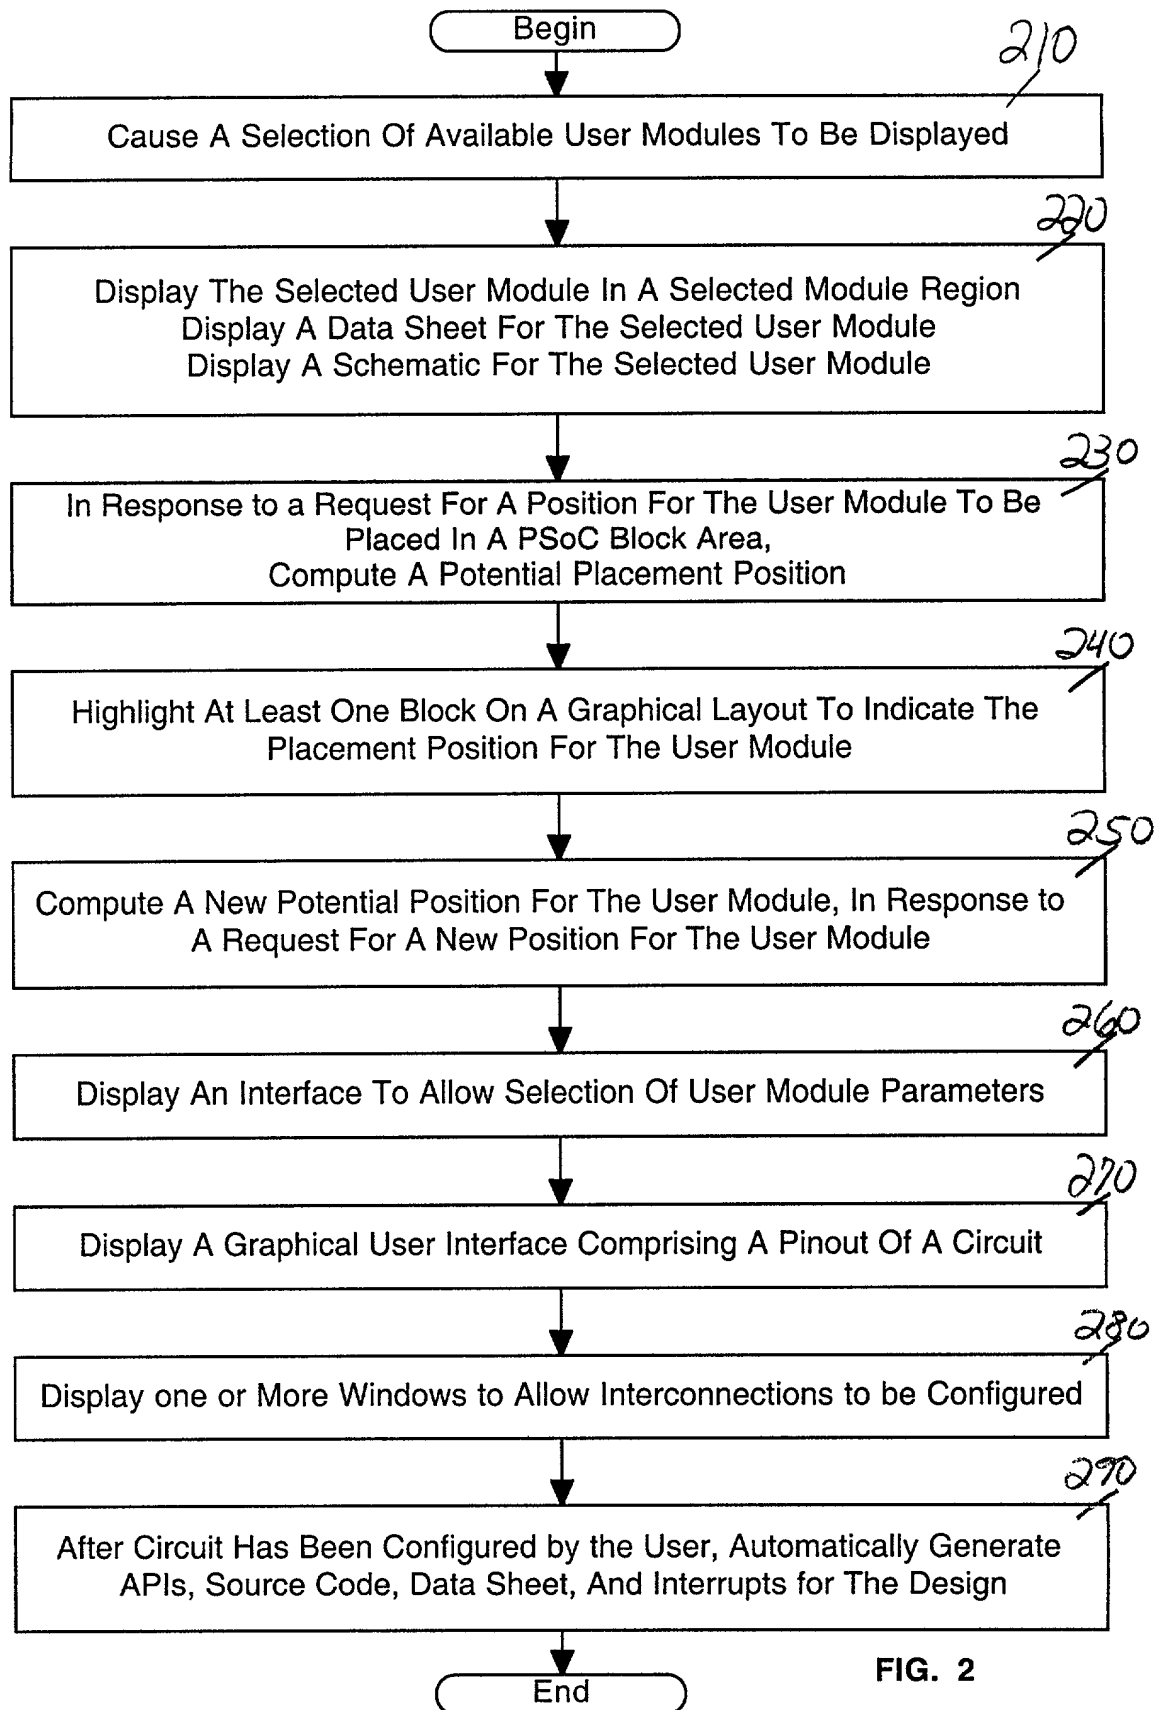 Begin
210
Cause A Selection Of Available User Modules To Be Displayed
220
Display The Selected User Module In A Selected Module Region
Display A Data Sheet For The Selected User Module
Display A Schematic For The Selected User Module
230
In Response to a Request For A Position For The User Module To Be
Placed In A PSoC Block Area,
Compute A Potential Placement Position
240
Highlight At Least One Block On A Graphical Layout To Indicate The
Placement Position For The User Module
250
Compute A New Potential Position For The User Module, In Response to
A Request For A New Position For The User Module
260
Display An Interface To Allow Selection Of User Module Parameters
270
Display A Graphical User Interface Comprising A Pinout Of A Circuit
280
Display one or More Windows to Allow Interconnections to be Configured
290
After Circuit Has Been Configured by the User, Automatically Generate
APIs, Source Code, Data Sheet, And Interrupts for The Design
FIG. 2
End